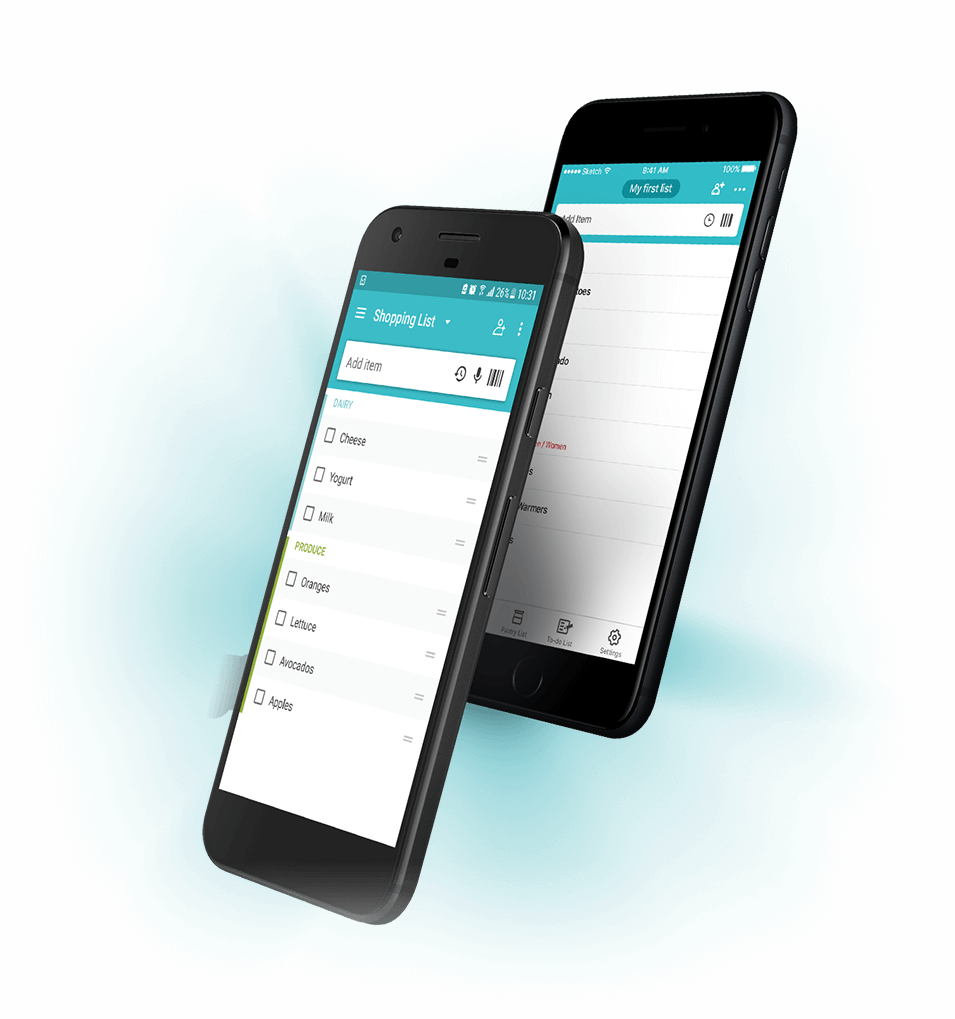 26% 10:31
Shopping List
Add item
DAIRY
Cheese
Yogurt
Milk
PRODUCE
Oranges
Lettuce
Avocados
Apples
Sketch 9:41 AM 100%
My first list
Add Item
toes
do
n
n / Women
s
Warmers
s
Pantry List To-do List Settings